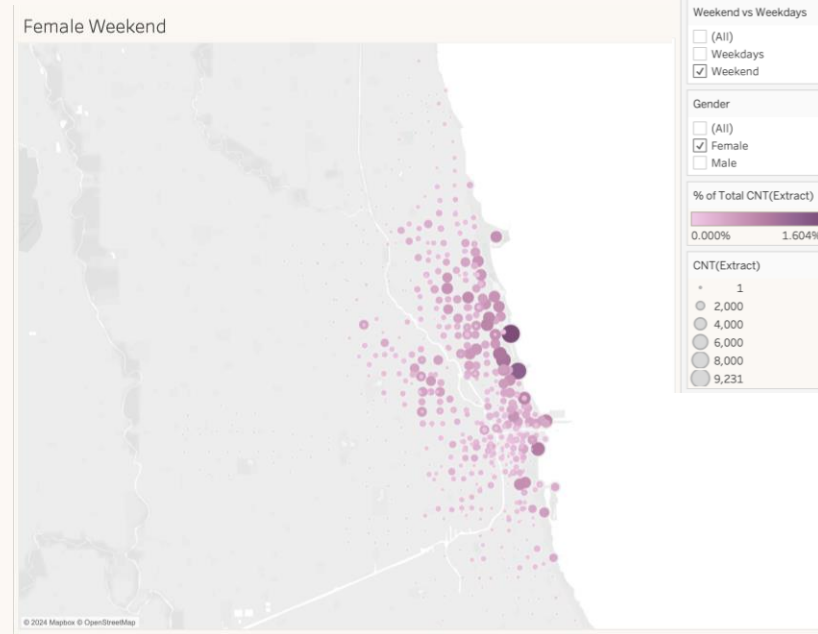 Female Weekend
© 2024 Mapbox © OpenStreetMap
Weekend vs Weekdays
(All)
Weekdays
Weekend
Gender
(All)
Female
Male
% of Total CNT(Extract)
0.000% 1.604%
CNT(Extract)
1
2,000
4,000
6,000
8,000
9,231